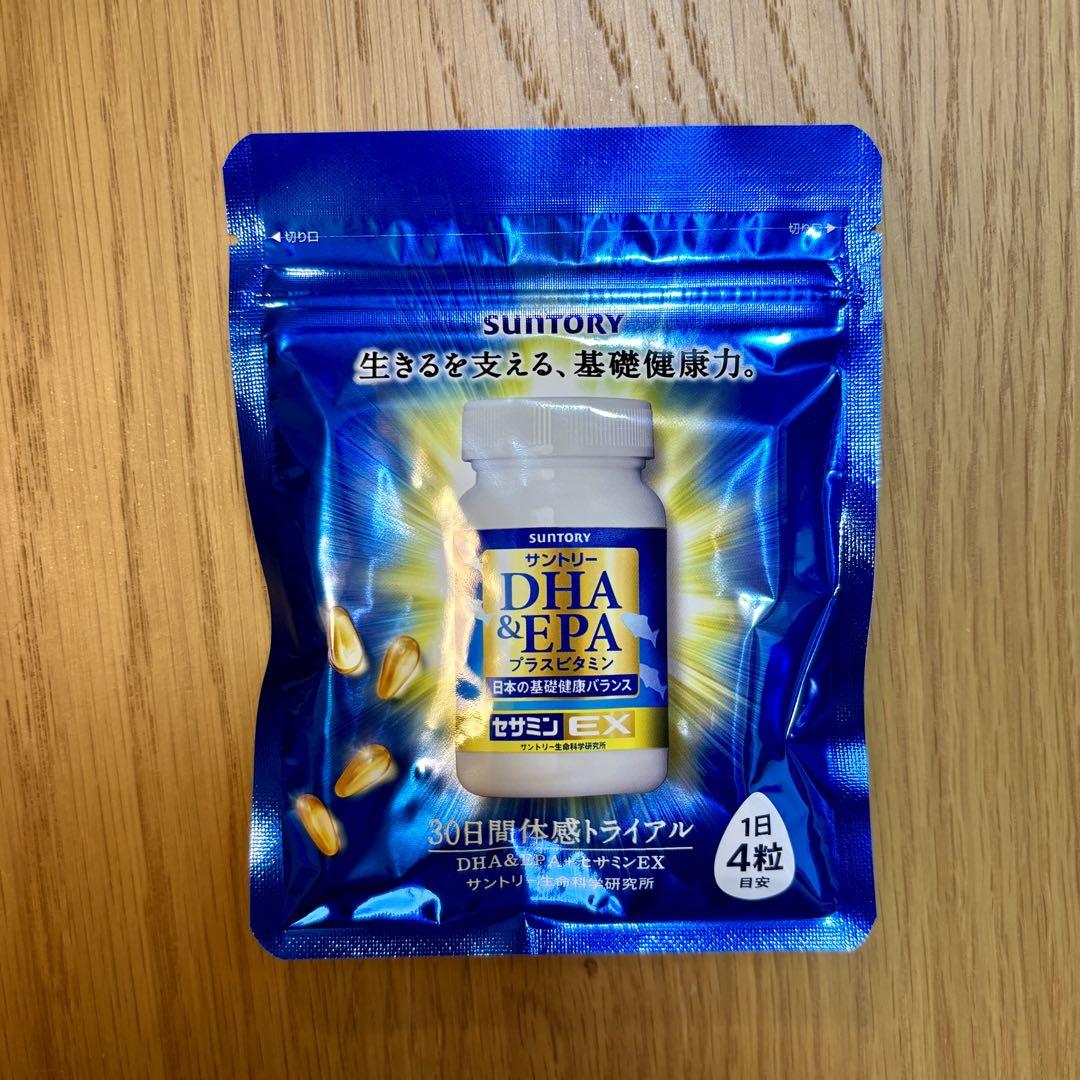 切り口
切り口
SUNTORY
生きるを支える、基礎健康力。
SUNTORY
サントリー
DHA
&EPA
プラスビタミン
日本の基礎健康バランス
セサミンEX
サントリー生命科学研究所
30日間体感トライアル
DHA&EPA+セサミンEX
サントリー生命科学研究所
1日
4粒
目安